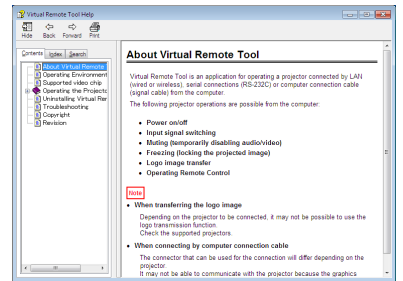 Virtual Remote Tool Help
Hide Back Forward Print
Contents Index Search
About Virtual Remote
Operating Environment
Supported video chip
Operating the Projecto
Uninstalling Virtual Rer
Troubleshooting
Copyright
Revision
About Virtual Remote Tool
Virtual Remote Tool is an application for operating a projector connected by LAN
(wired or wireless), serial connections (RS-232C) or computer connection cable
(signal cable) from the computer.
The following projector operations are possible from the computer.
• Power on/off
• Input signal switching
• Muting (temporarily disabling audio/video)
• Freezing (locking the projected image)
• Logo image transfer
• Operating Remote Control
Note
• When transferring the logo image
Depending on the projector to be connected, it may not be possible to use the
logo transmission function.
Check the supported projectors.
• When connecting by computer connection cable
The connector that can be used for the connection will differ depending on the
projector.
It may not be able to communicate with the projector because the graphics